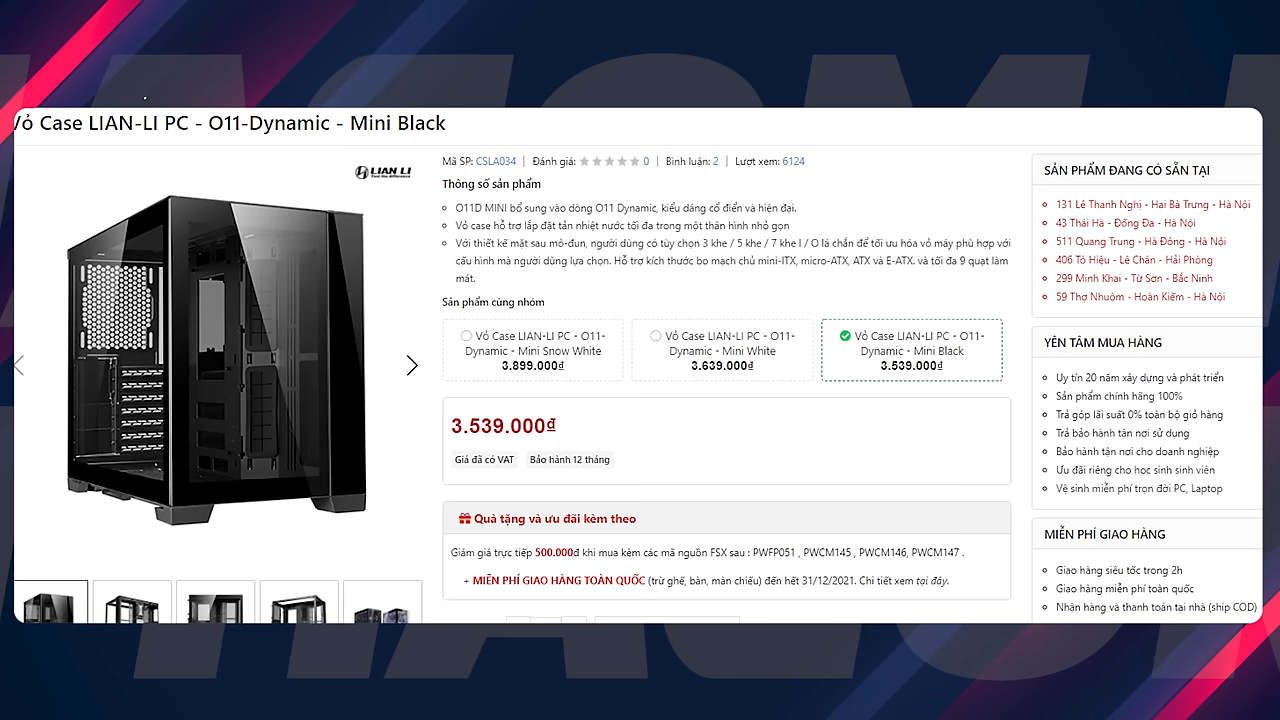 Vỏ Case LIAN-LI PC - O11-Dynamic - Mini Black
LIAN LI
Mã SP: CSLA034 | Đánh giá: 0 | Bình luận: 2 | Lượt xem: 6124
Thông số sản phẩm
O11D MINI bổ sung vào dòng O11 Dynamic, kiểu dáng cổ điển và hiện đại.
Vỏ case hỗ trợ lắp đặt tản nhiệt nước tối đa trong một thân hình nhỏ gọn
Với thiết kế mặt sau mô-đun, người dùng có tùy chọn 3 khe / 5 khe / 7 khe I / O lá chắn để tối ưu hóa vỏ máy phù hợp với
cấu hình mà người dùng lựa chọn. Hỗ trợ kích thước bo mạch chủ mini-ITX, micro-ATX, ATX và E-ATX. và tối đa 9 quạt làm
mát.
Sản phẩm cùng nhóm
Vỏ Case LIAN-LI PC - O11-
Dynamic - Mini Snow White
3.899.000₫
Vỏ Case LIAN-LI PC - O11-
Dynamic - Mini White
3.639.000₫
Vỏ Case LIAN-LI PC - O11-
Dynamic - Mini Black
3.539.000₫
3.539.000₫
Giá đã có VAT
Bảo hành 12 tháng
Quà tặng và ưu đãi kèm theo
Giảm giá trực tiếp 500.000đ khi mua kèm các mã nguồn FSX sau : PWFP051 , PWCM145 , PWCM146, PWCM147 .
+ MIỄN PHÍ GIAO HÀNG TOÀN QUỐC (trừ ghế, bàn, màn chiếu) đến hết 31/12/2021. Chi tiết xem tại đây.
SẢN PHẨM ĐANG CÓ SẴN TẠI
131 Lê Thanh Nghị - Hai Bà Trưng - Hà Nội
43 Thái Hà - Đống Đa - Hà Nội
511 Quang Trung - Hà Đông - Hà Nội
406 Tô Hiệu - Lê Chân - Hải Phòng
299 Minh Khai - Từ Sơn - Bắc Ninh
59 Thợ Nhuộm - Hoàn Kiếm - Hà Nội
YÊN TÂM MUA HÀNG
Uy tín 20 năm xây dựng và phát triển
Sản phẩm chính hãng 100%
Trả góp lãi suất 0% toàn bộ giỏ hàng
Trả bảo hành tận nơi sử dụng
Bảo hành tận nơi cho doanh nghiệp
Ưu đãi riêng cho học sinh sinh viên
Vệ sinh miễn phí trọn đời PC, Laptop
MIỄN PHÍ GIAO HÀNG
Giao hàng siêu tốc trong 2h
Giao hàng miễn phí toàn quốc
Nhận hàng và thanh toán tại nhà (ship COD)